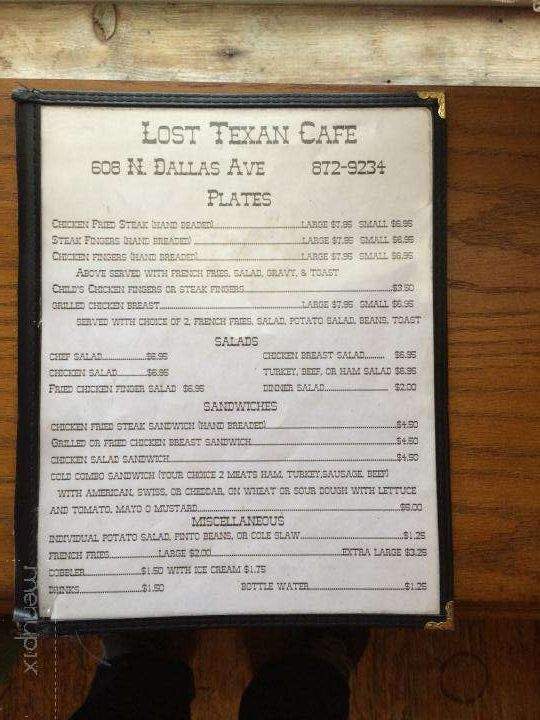 LOST TEXAN CAFE
608 N. DALLAS AVE 872-9234
PLATES
CHICKEN FRIED STEAK (HAND BREADED)......LARGE $7.95 SMALL $6.95
STEAK FINGERS (HAND BREADED)......LARGE $7.95 SMALL $6.95
CHICKEN FINGERS (HAND BREADED)......LARGE $7.95 SMALL $6.95
ABOVE SERVED WITH FRENCH FRIES, SALAD, GRAVY, & TOAST
CHILD'S CHICKEN FINGERS OR STEAK FINGERS......$3.50
GRILLED CHICKEN BREAST......LARGE $7.95 SMALL $6.95
SERVED WITH CHOICE OF 2, FRENCH FRIES, SALAD, POTATO SALAD, BEANS, TOAST
SALADS
CHEF SALAD......$6.95 CHICKEN BREAST SALAD...... $6.95
CHICKEN SALAD......$6.95 TURKEY, BEEF, OR HAM SALAD $6.95
FRIED CHICKEN FINGER SALAD $6.95 DINNER SALAD...... $2.00
SANDWICHES
CHICKEN FRIED STEAK SANDWICH (HAND BREADED)......$4.50
GRILLED OR FRIED CHICKEN BREAST SANDWICH......$4.50
CHICKEN SALAD SANDWICH......$4.50
COLD COMBO SANDWICH (YOUR CHOICE 2 MEATS HAM, TURKEY,SAUSAGE, BEEF)
WITH AMERICAN, SWISS, OR CHEDDAR, ON WHEAT OR SOUR DOUGH WITH LETTUCE
AND TOMATO, MAYO O MUSTARD......$5.00
MISCELLANEOUS
INDIVIDUAL POTATO SALAD, PINTO BEANS, OR COLE SLAW......$1.25
FRENCH FRIES......LARGE $2.00......EXTRA LARGE $3.25
COBBLER......$1.50 WITH ICE CREAM $1.75
DRINKS......$1.50 BOTTLE WATER......$1.25
menupix